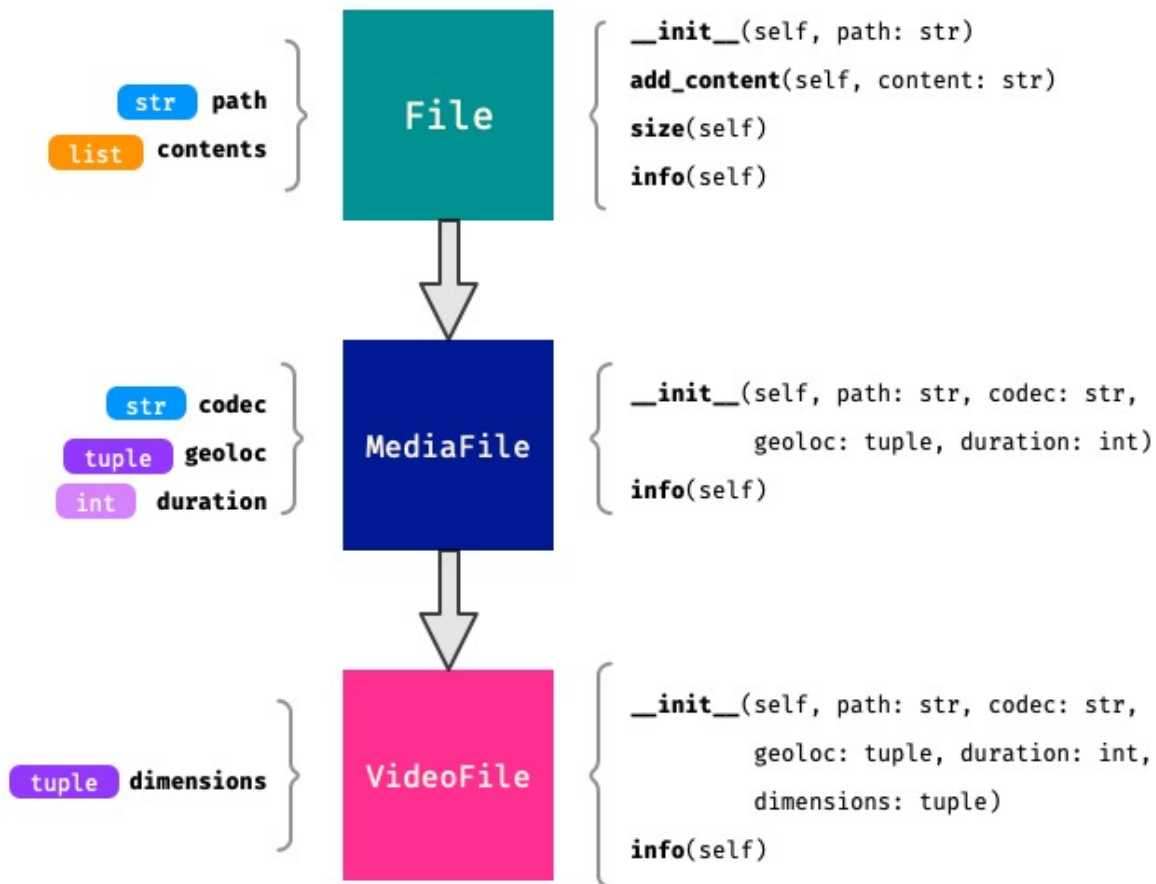 str path
list contents
File
__init__(self, path: str)
add_content(self, content: str)
size(self)
info(self)
str codec
tuple geoloc
int duration
MediaFile
__init__(self, path: str, codec: str,
geoloc: tuple, duration: int)
info(self)
tuple dimensions
VideoFile
__init__(self, path: str, codec: str,
geoloc: tuple, duration: int,
dimensions: tuple)
info(self)